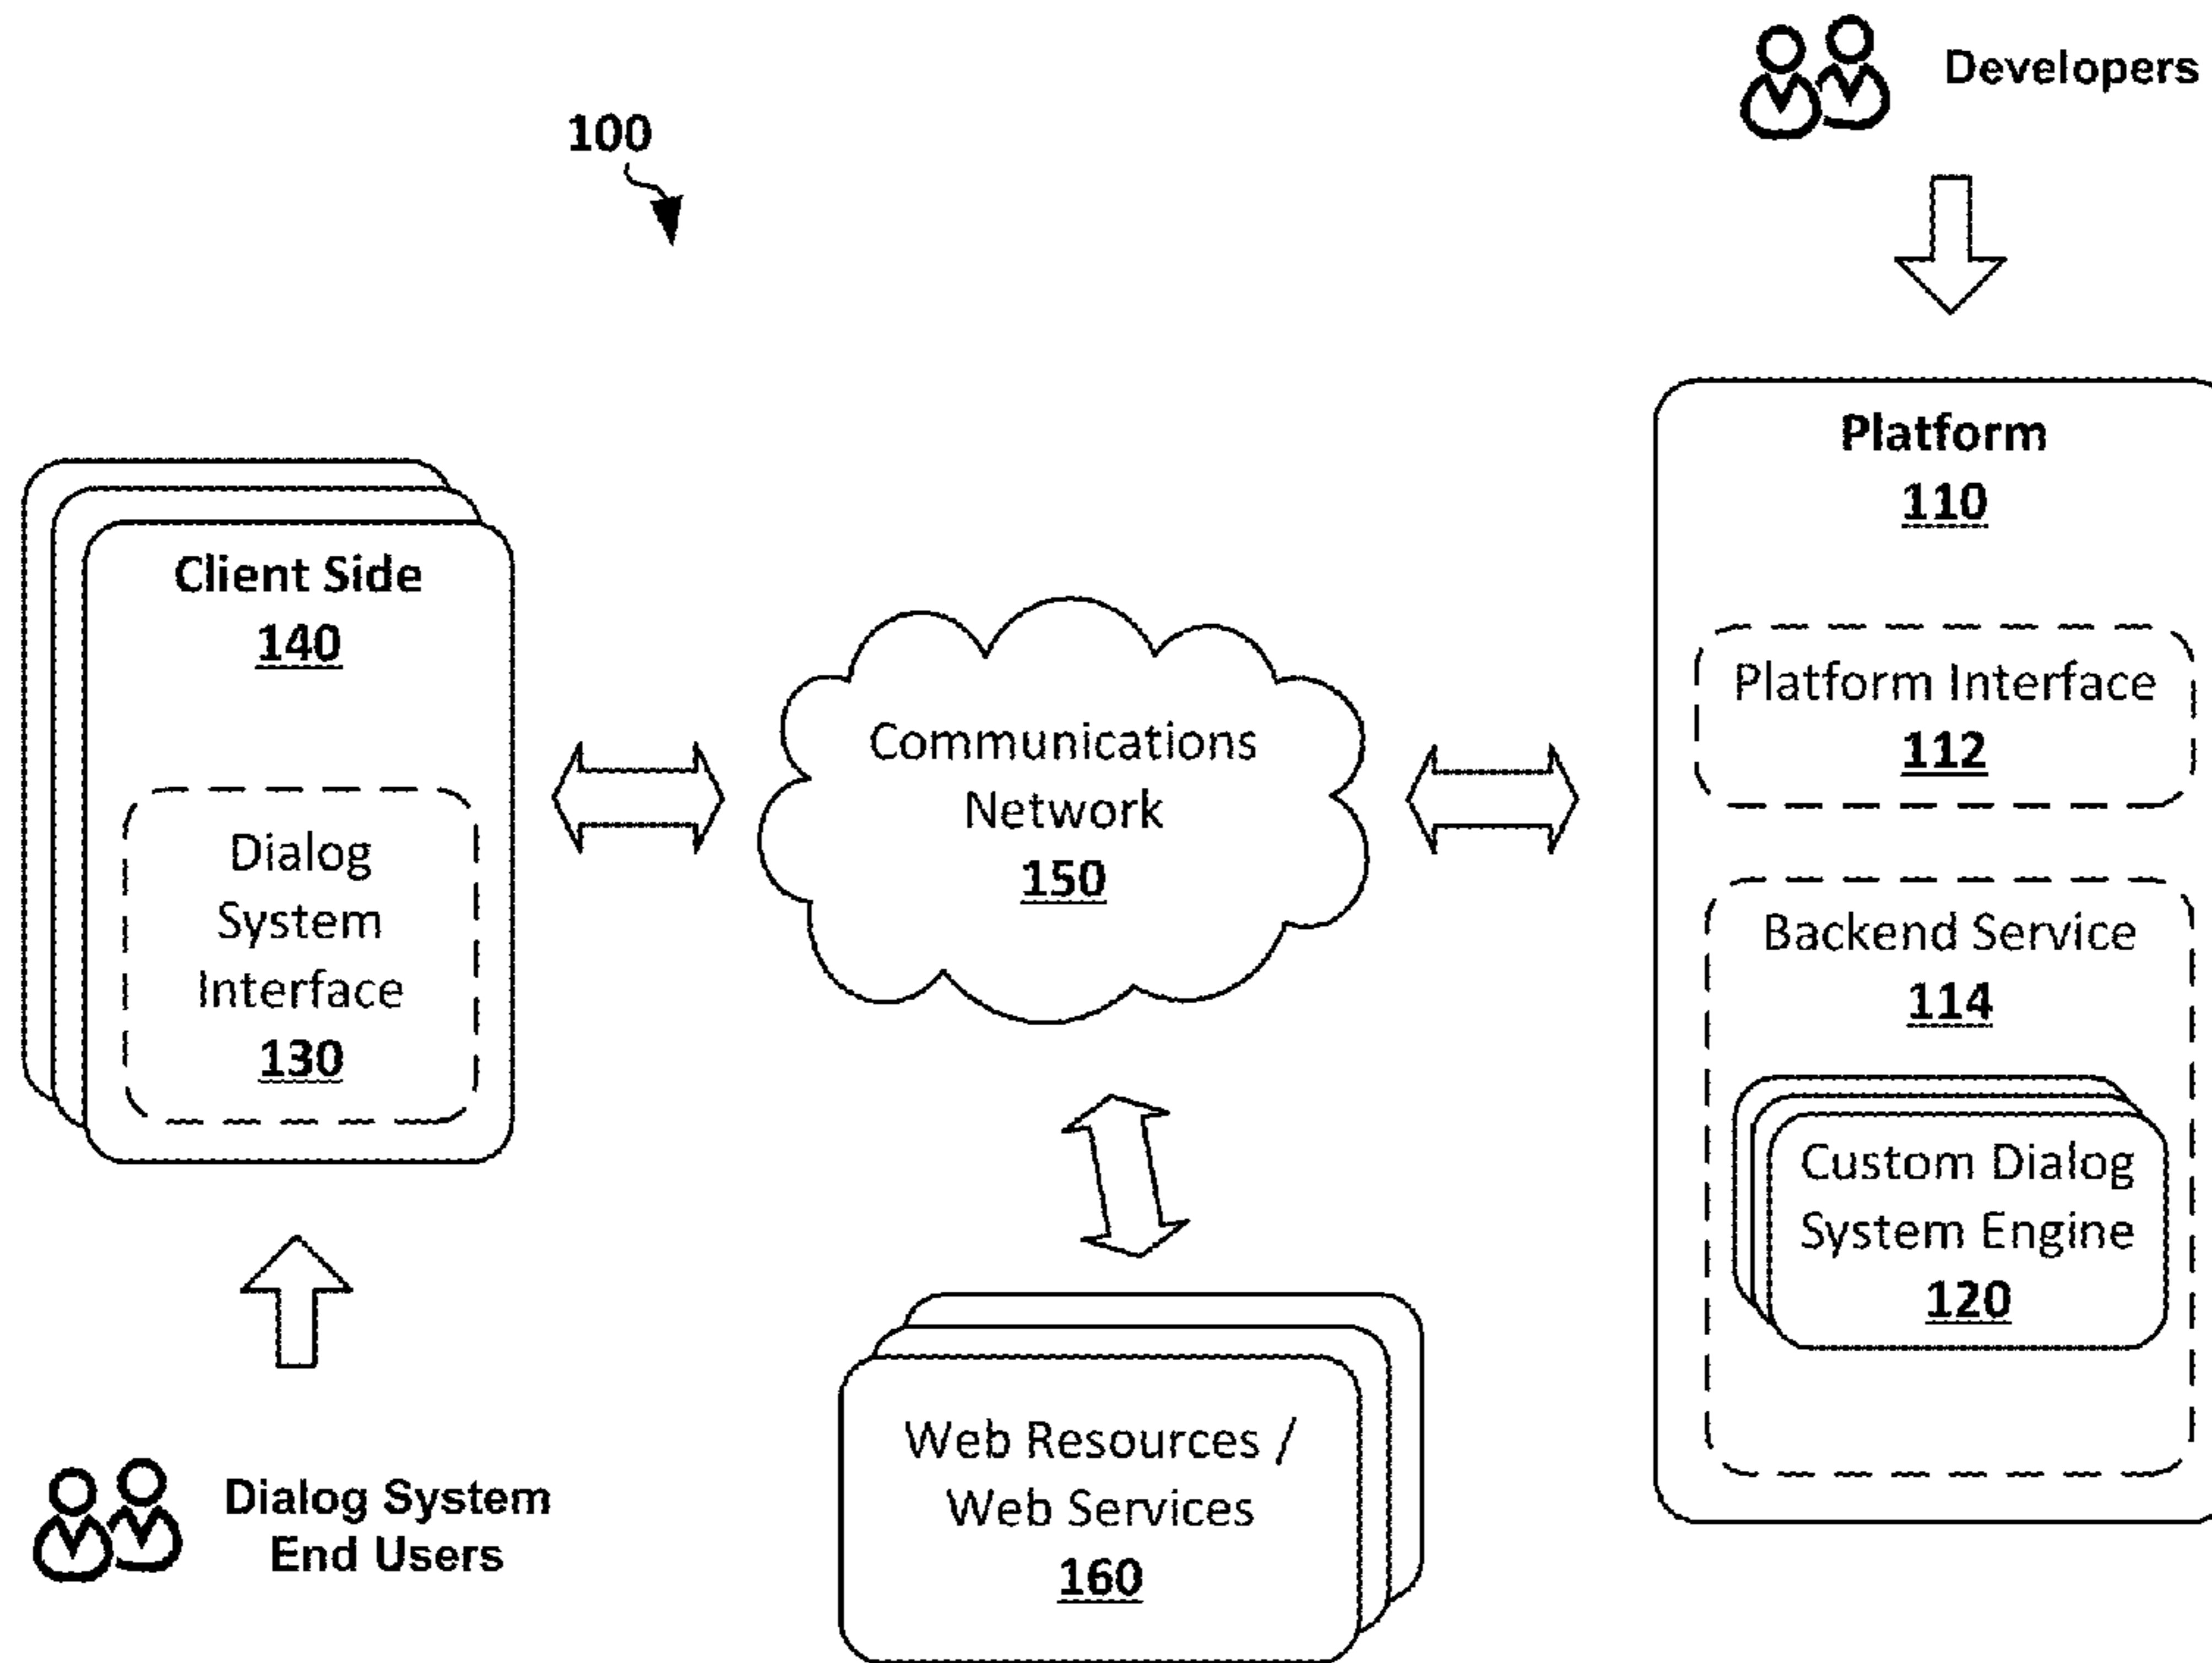 Developers
100
Platform
110
Client Side
140
Platform Interface
112
Communications
Network
150
Dialog
System
Interface
130
Backend Service
114
Custom Dialog
System Engine
120
Web Resources /
Web Services
160
Dialog System
End Users